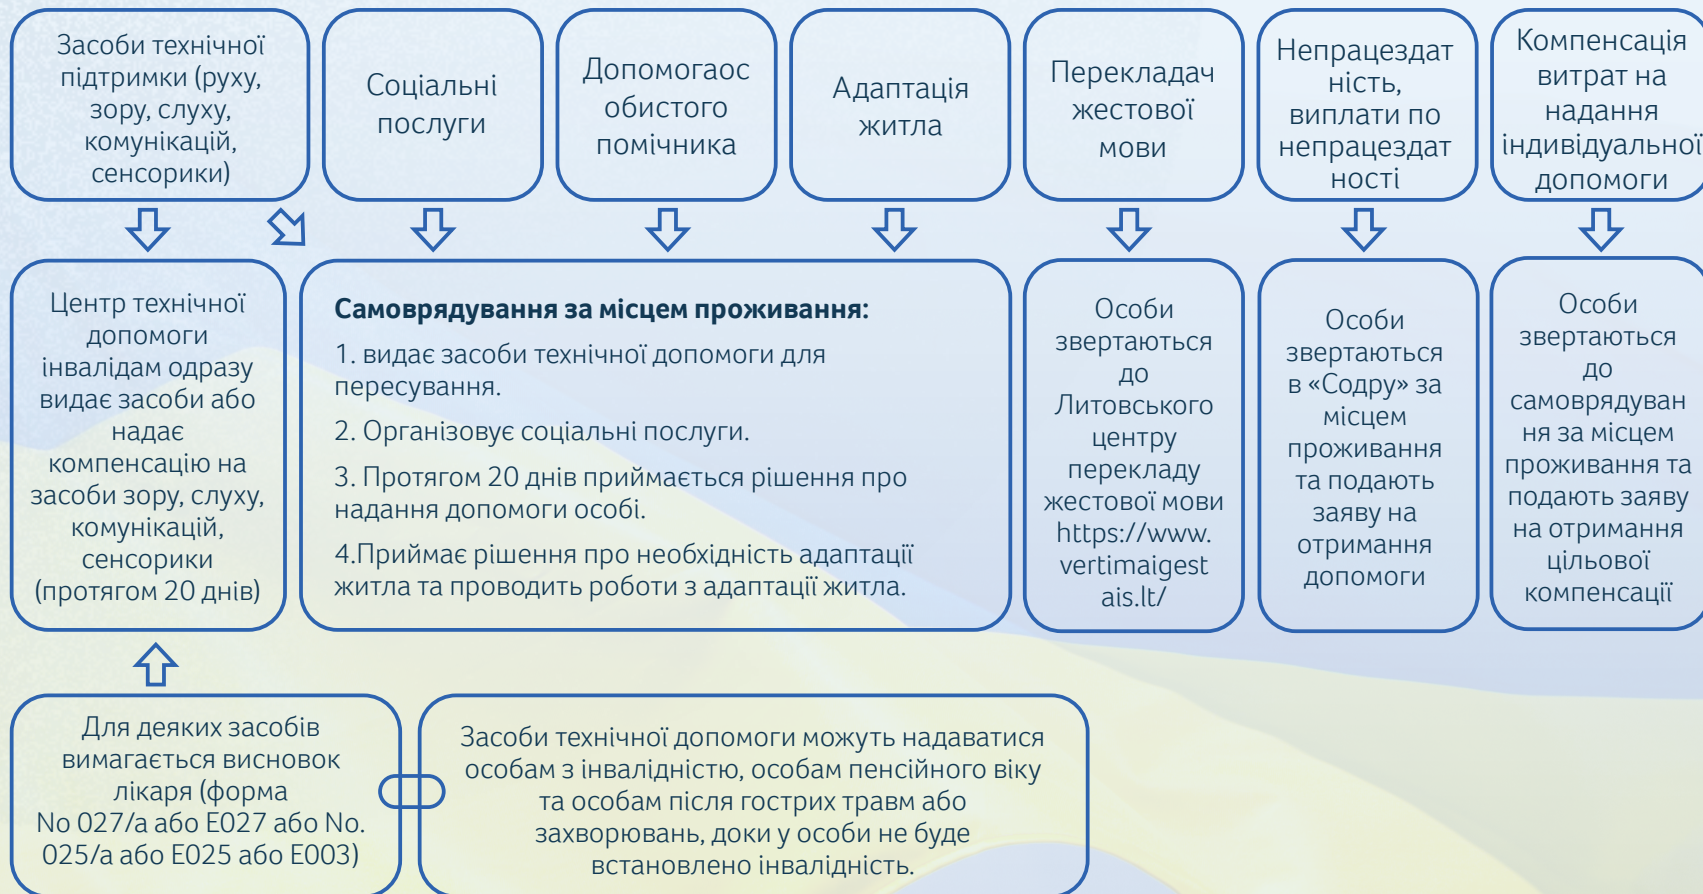 Засоби технічної
підтримки (руху,
зору, слуху,
комунікацій,
сенсорики)
Соціальні
послуги
Допомогаос
обистого
помічника
Адаптація
житла
Перекладач
жестової
мови
Непрацездат
ність,
виплати по
непрацездат
ності
Компенсація
витрат на
надання
індивідуальної
допомоги
Центр технічної
допомоги
інвалідам одразу
видає засоби або
надає
компенсацію на
засоби зору, слуху,
комунікацій,
сенсорики
(протягом 20 днів)
Самоврядування за місцем проживання:
1. видає засоби технічної допомоги для
пересування.
2. Організовує соціальні послуги.
3. Протягом 20 днів приймається рішення про
надання допомоги особі.
4.Приймає рішення про необхідність адаптації
житла та проводить роботи з адаптації житла.
Особи
звертаються
до
Литовського
центру
перекладу
жестової мови
https://www.
vertimaigest
ais.lt/
Особи
звертаються
в «Содру» за
місцем
проживання
та подають
заяву на
отримання
допомоги
Особи
звертаються
до
самоврядуван
ня за місцем
проживання та
подають заяву
на отримання
цільової
компенсації
Для деяких засобів
вимагається висновок
лікаря (форма
No 027/a або E027 або No.
025/a або E025 або E003)
Засоби технічної допомоги можуть надаватися
особам з інвалідністю, особам пенсійного віку
та особам після гострих травм або
захворювань, доки у особи не буде
встановлено інвалідність.